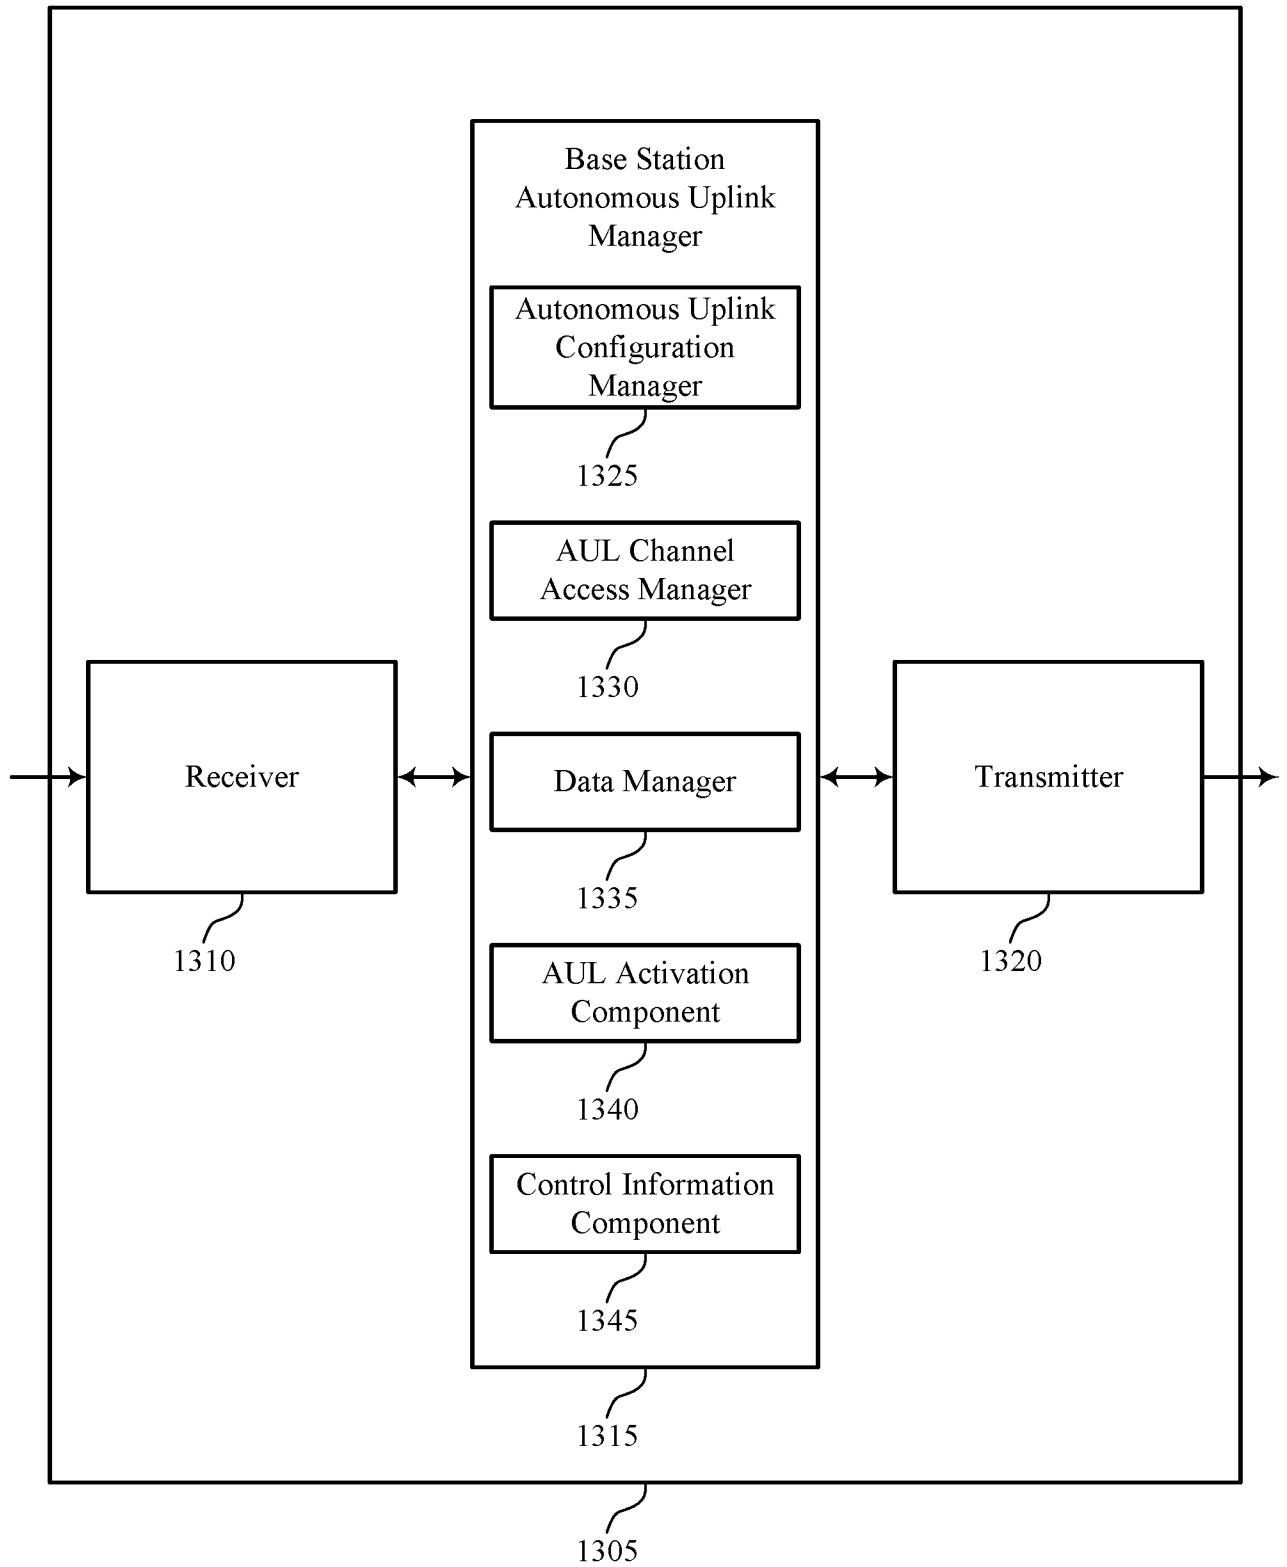 Base Station
Autonomous Uplink
Manager
Autonomous Uplink
Configuration
Manager
1325
AUL Channel
Access Manager
1330
Receiver
1310
Data Manager
1335
Transmitter
1320
AUL Activation
Component
1340
Control Information
Component
1345
1315
1305